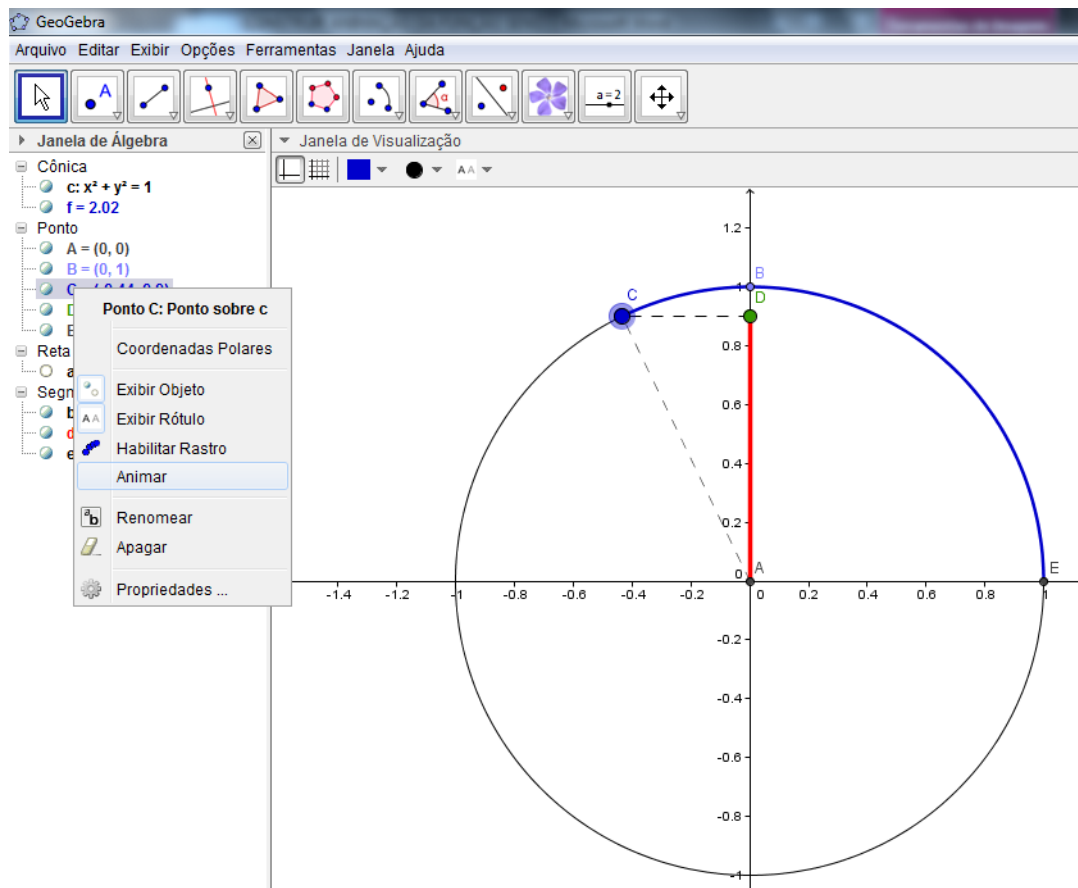 GeoGebra
Arquivo Editar Exibir Opções Ferramentas Janela Ajuda
A
α
a = 2
Janela de Álgebra
Janela de Visualização
A A
Cônica
c: x² + y² = 1
f = 2.02
Ponto
A = (0, 0)
B = (0, 1)
Reta
Segm
Ponto C: Ponto sobre c
Coordenadas Polares
Exibir Objeto
AA Exibir Rótulo
Habilitar Rastro
Animar
ab Renomear
Apagar
Propriedades ...
1.2
B
C
1
D
0.8
0.6
0.4
0.2
0
A
E
-1.4 -1.2 -1 -0.8 -0.6 -0.4 -0.2 0 0.2 0.4 0.6 0.8 1
-0.2
-0.4
-0.6
-0.8
-1